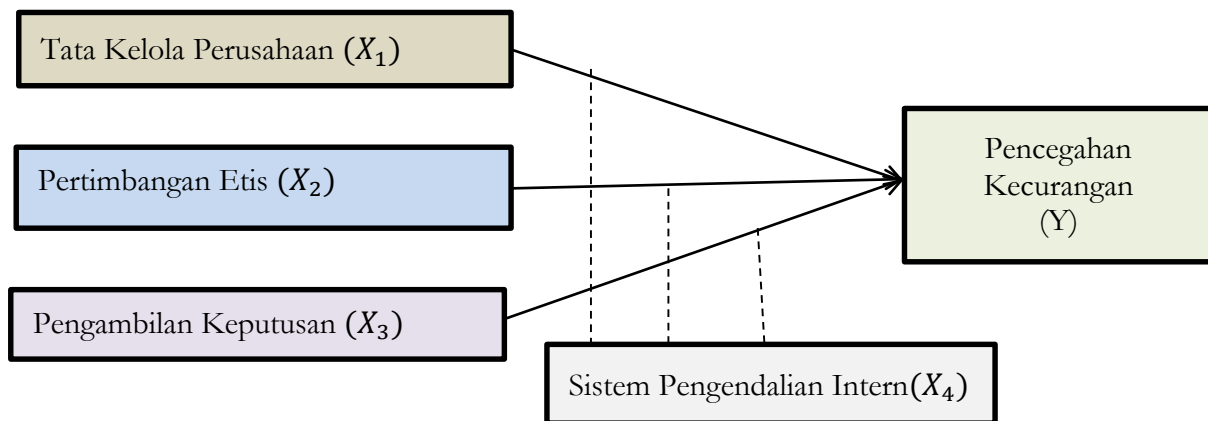 Tata Kelola Perusahaan (X₁)
Pertimbangan Etis (X₂)
Pengambilan Keputusan (X₃)
Pencegahan
Kecurangan
(Y)
Sistem Pengendalian Intern(X₄)